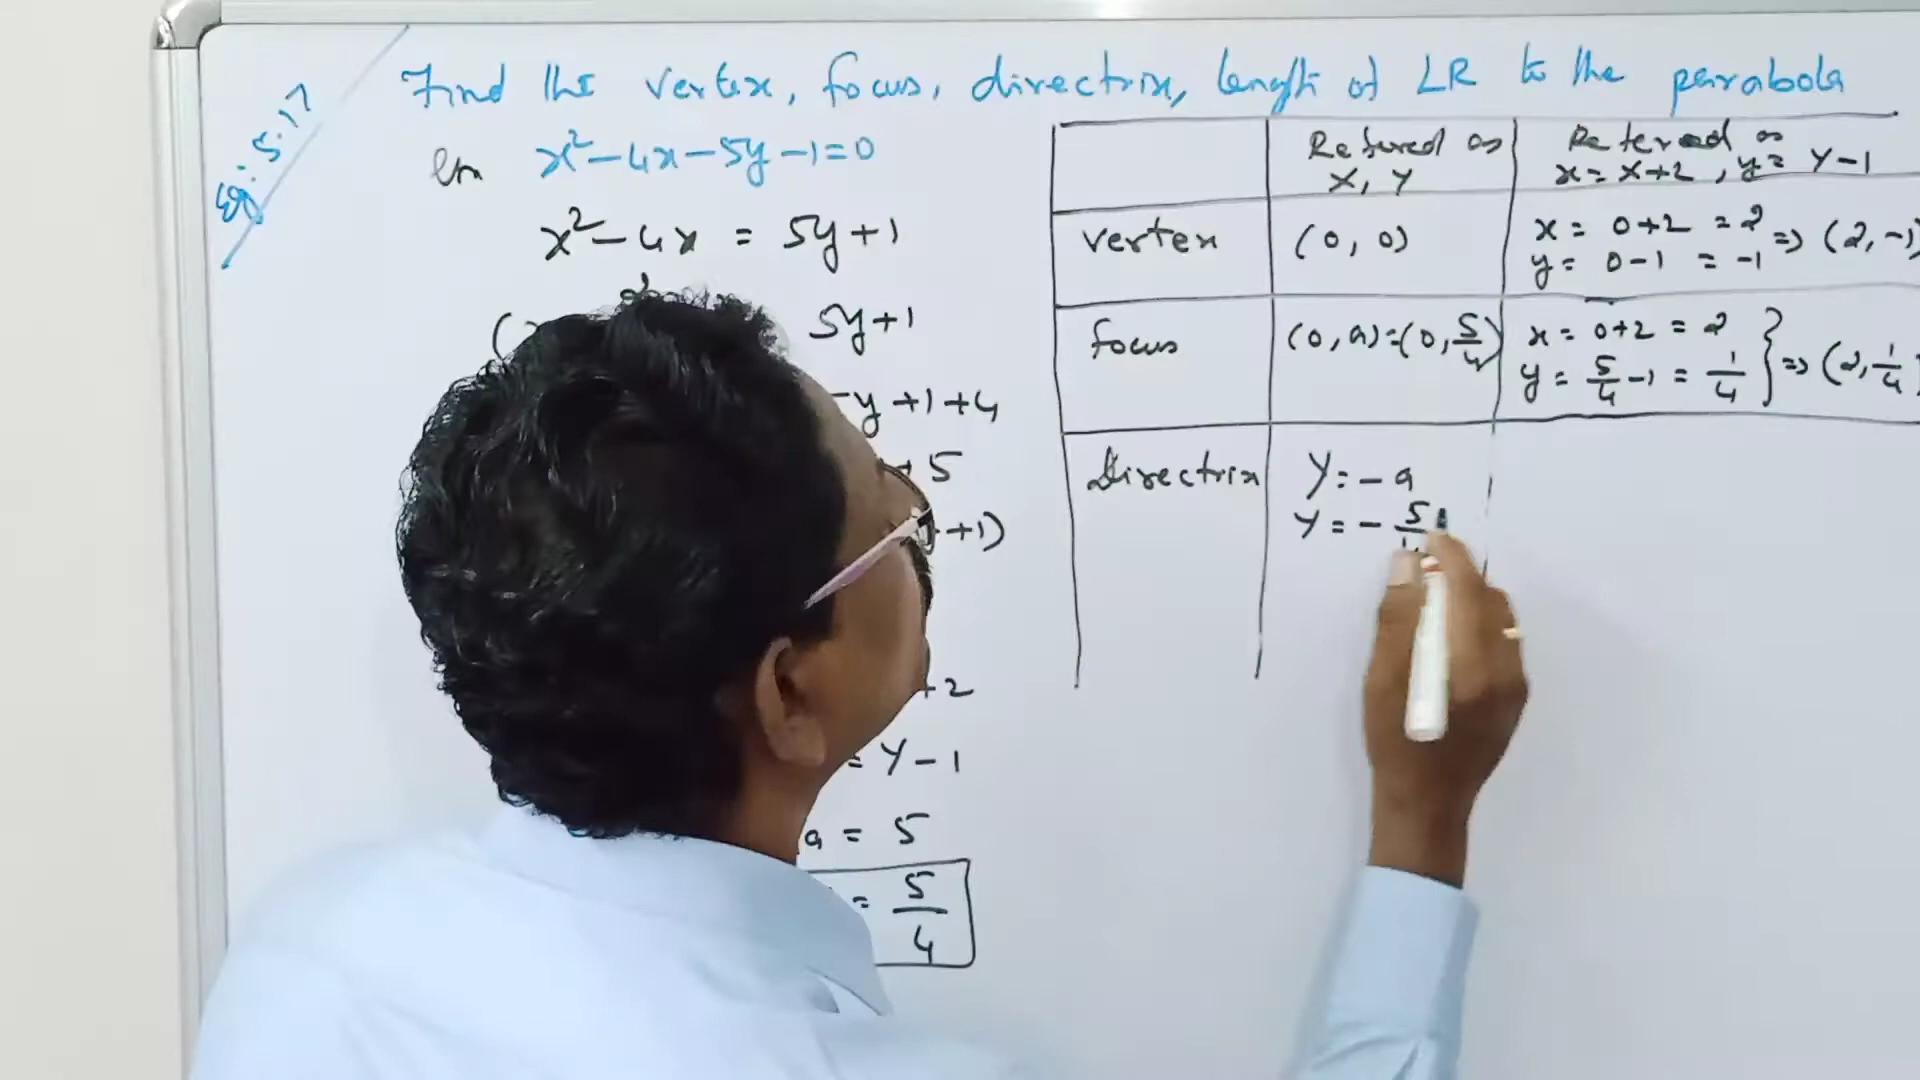 Eg: 5.17
Find the vertex, focus, directrix, length of LR to the parabola
x²-4x-5y-1=0
x²-4x = 5y+1
5y+1
y+1+4
+5
+1)
+2
= Y-1
a = 5
= 5/4
Refered as X, Y
Refered as x = X+2, y = Y-1
vertex
(0, 0)
x = 0+2 = 2
y = 0-1 = -1 => (2, -1)
focus
(0, a)=(0, 5/4)
x = 0+2 = 2
y = 5/4 -1 = 1/4 } => (2, 1/4)
Directrix
Y = -a
Y = - 5/4